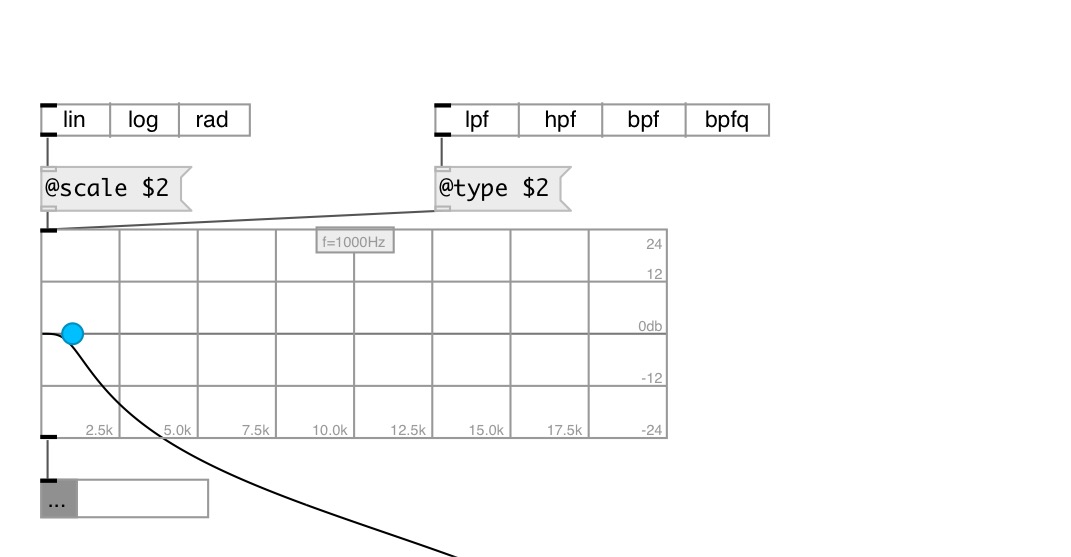 lin log rad lpf hpf bpf bpfq
@scale $2 @type $2
f=1000Hz
24
12
0db
-12
2.5k 5.0k 7.5k 10.0k 12.5k 15.0k 17.5k -24
...